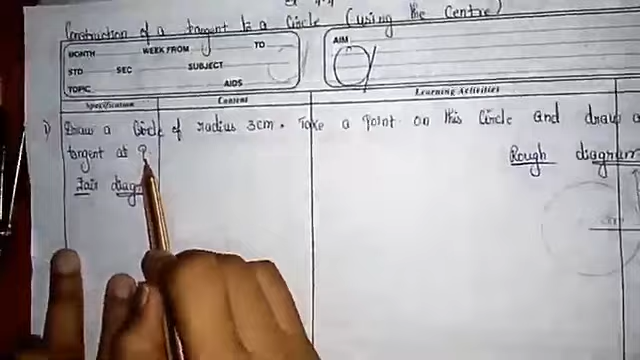 Construction of a tangent to a Circle (using the Centre)
MONTH WEEK FROM TO
STD SEC SUBJECT
TOPIC AIDS
AIM
Specification Content Learning Activities
1) Draw a Circle of radius 3cm. Take a point on this Circle and draw a
tangent at P.
Rough diagram
Fair diagr